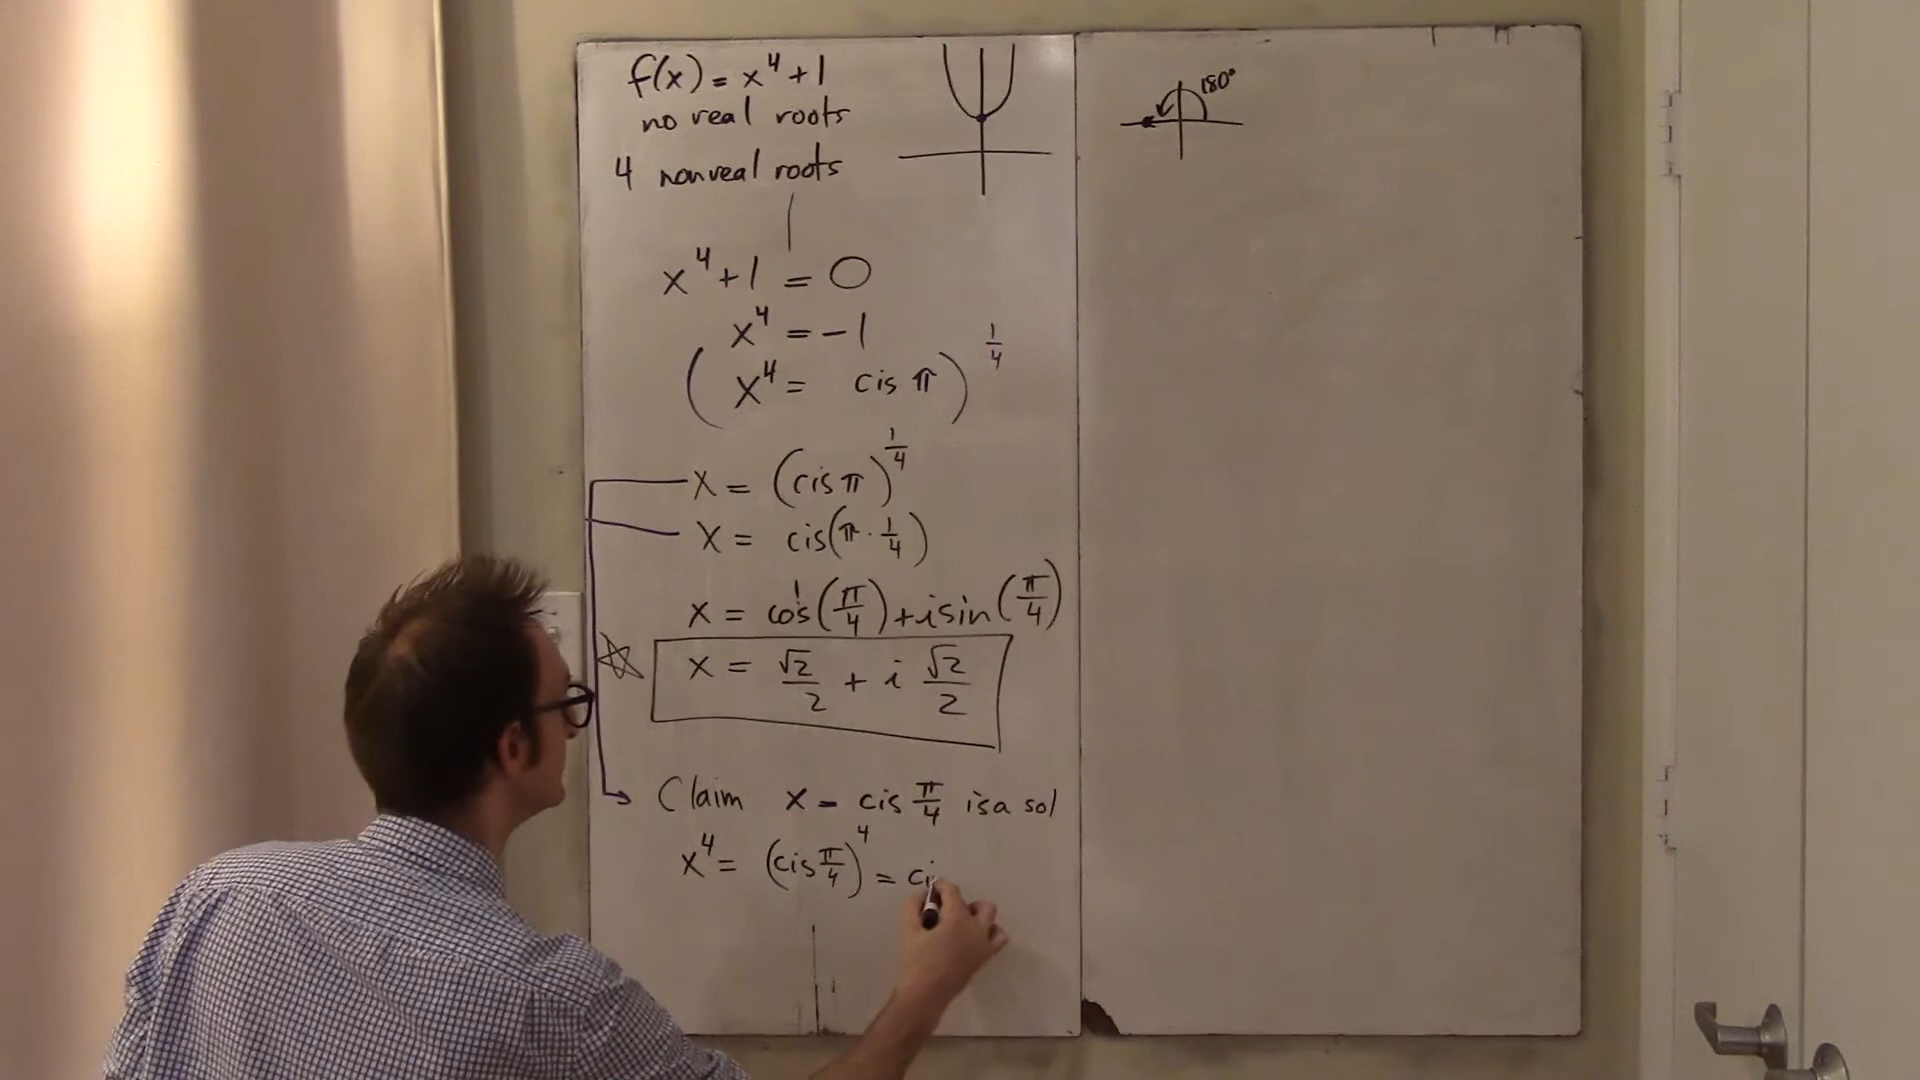 f(x) = x⁴ + 1
no real roots
4 nonreal roots
x⁴ + 1 = 0
x⁴ = -1
(x⁴ = cis π)^(1/4)
x = (cis π)^(1/4)
x = cis(π · 1/4)
x = cos(π/4) + i sin(π/4)
x = √2/2 + i √2/2
Claim x = cis π/4 is a sol
x⁴ = (cis π/4)⁴ = ci
180°